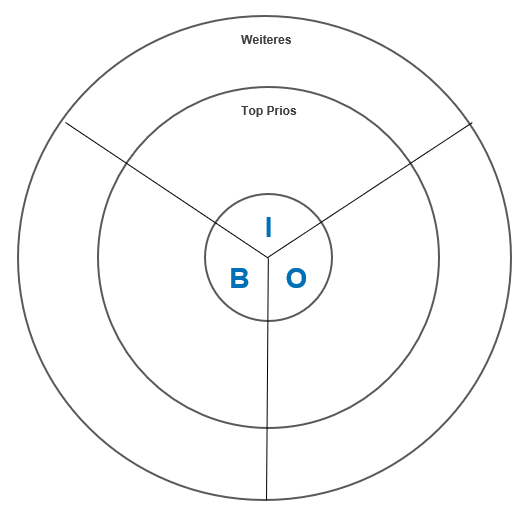 Weiteres
Top Prios
I
B O